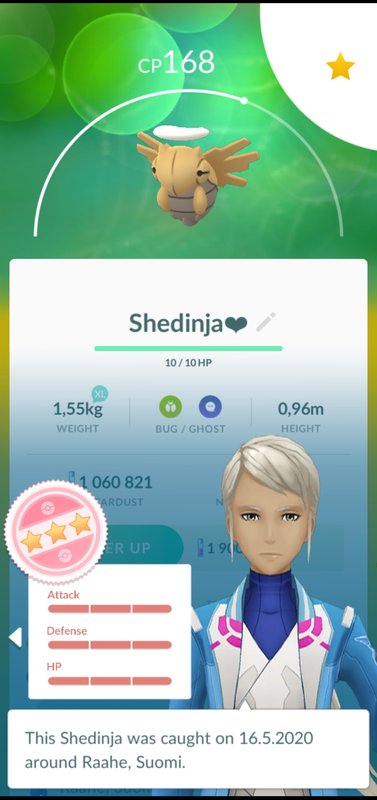 CP168
Shedinja❤
10 / 10 HP
XL
1,55kg
0,96m
WEIGHT
BUG / GHOST
HEIGHT
1 060 821
Attack
Defense
HP
This Shedinja was caught on 16.5.2020
around Raahe, Suomi.